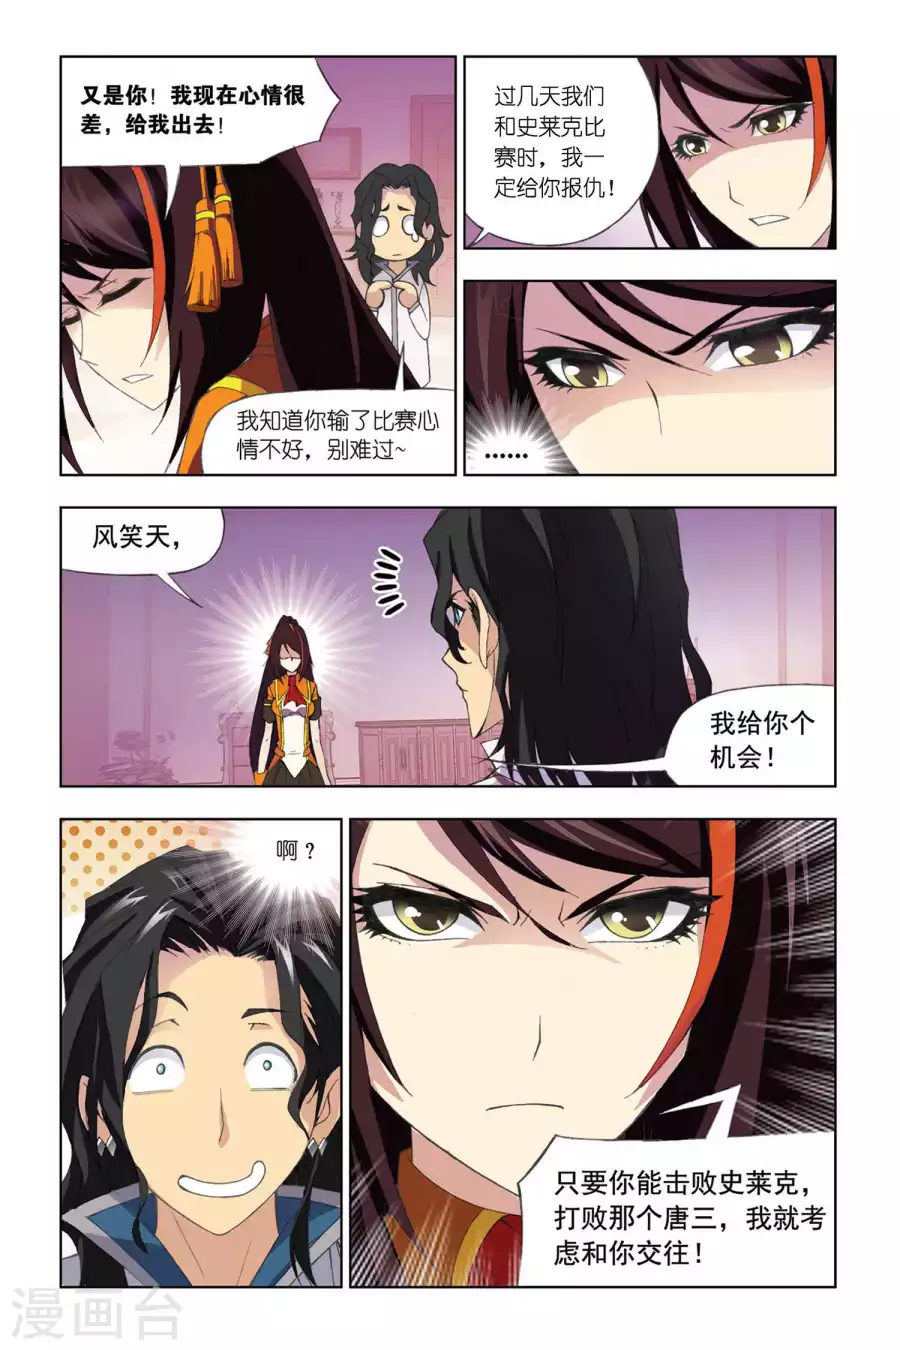 又是你！我现在心情很
差，给我出去！
我知道你输了比赛心
情不好，别难过~
过几天我们
和史莱克比
赛时，我一
定给你报仇！
……
风笑天，
我给你个
机会！
啊？
只要你能击败史莱克，
打败那个唐三，我就考
虑和你交往！
漫画台